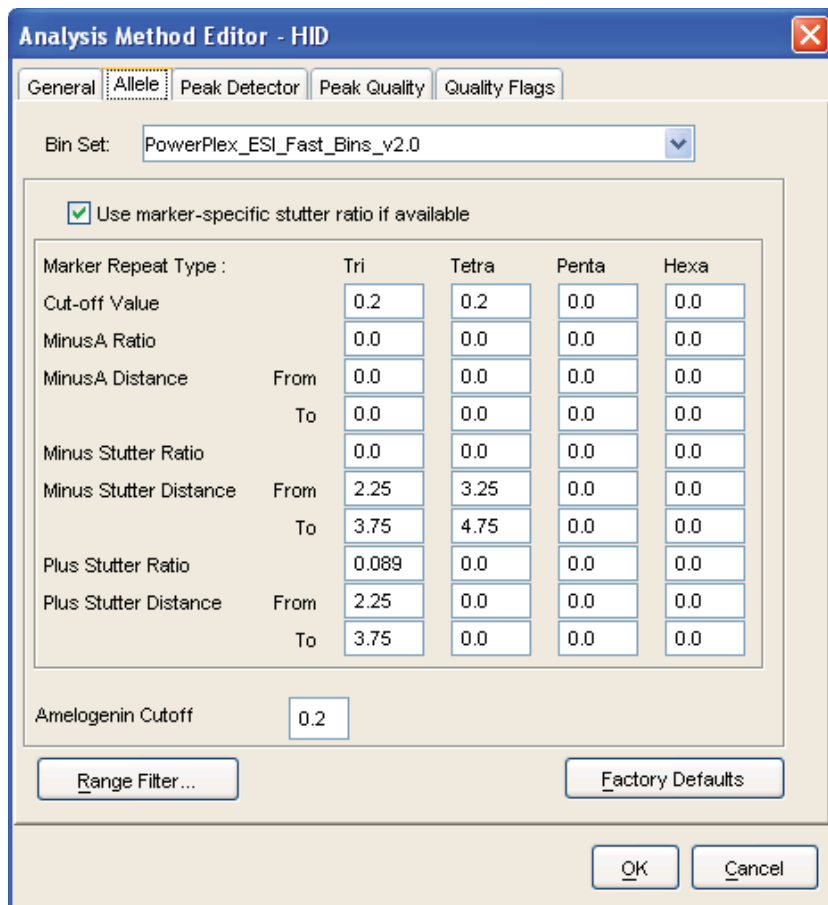 Analysis Method Editor - HID
General Allele Peak Detector Peak Quality Quality Flags
Bin Set: PowerPlex_ESI_Fast_Bins_v2.0
Use marker-specific stutter ratio if available
Marker Repeat Type : Tri Tetra Penta Hexa
Cut-off Value 0.2 0.2 0.0 0.0
MinusA Ratio 0.0 0.0 0.0 0.0
MinusA Distance From 0.0 0.0 0.0 0.0
To 0.0 0.0 0.0 0.0
Minus Stutter Ratio 0.0 0.0 0.0 0.0
Minus Stutter Distance From 2.25 3.25 0.0 0.0
To 3.75 4.75 0.0 0.0
Plus Stutter Ratio 0.089 0.0 0.0 0.0
Plus Stutter Distance From 2.25 0.0 0.0 0.0
To 3.75 0.0 0.0 0.0
Amelogenin Cutoff 0.2
Range Filter... Factory Defaults
OK Cancel